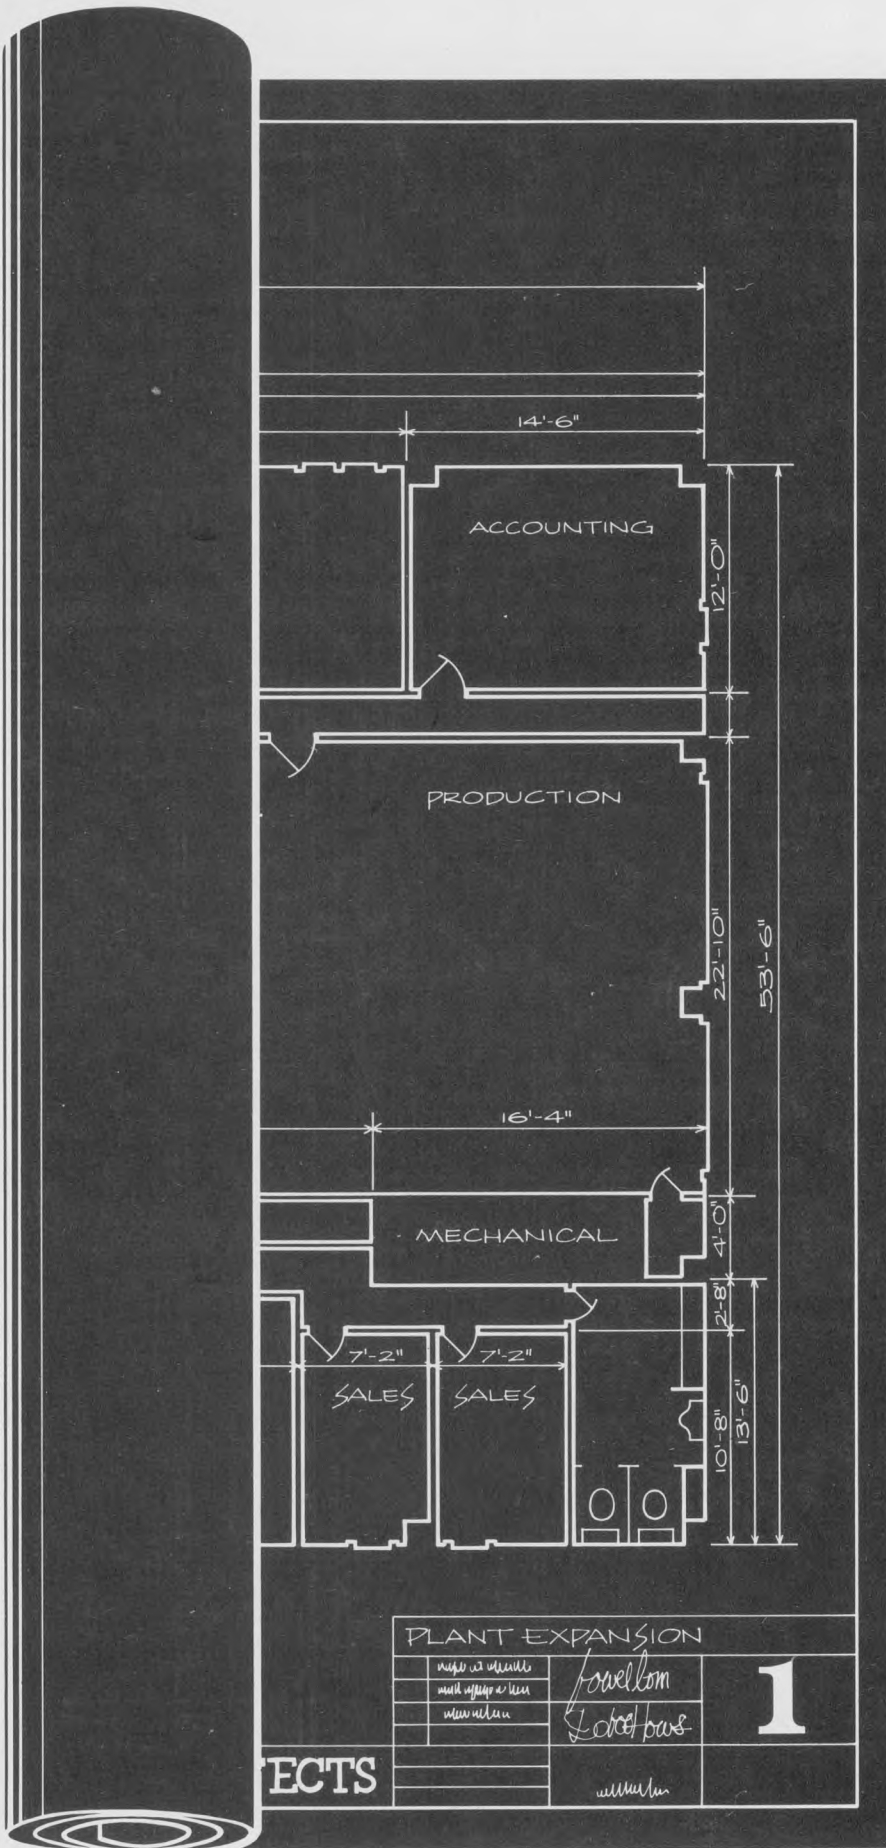 14'-6"
ACCOUNTING
12'-0"
PRODUCTION
22'-10"
53'-6"
16'-4"
MECHANICAL
4'-0"
2'-8"
7'-2" 7'-2"
SALES SALES
10'-8"
13'-6"
PLANT EXPANSION
1
ECTS